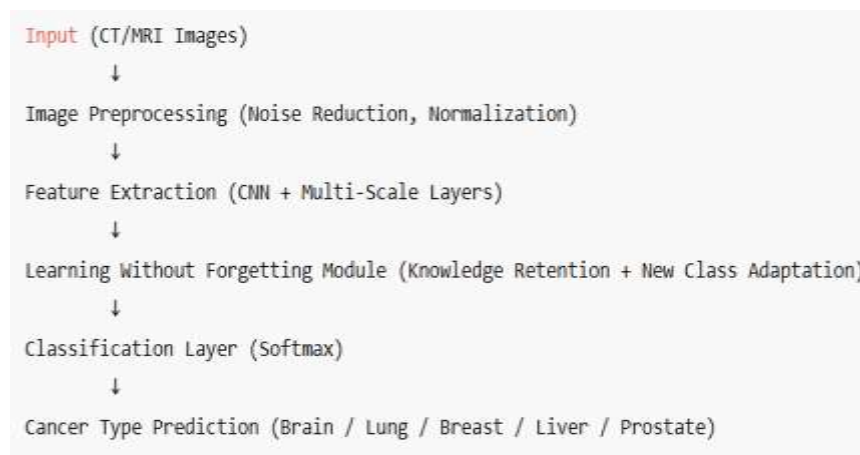 Input (CT/MRI Images)
↓
Image Preprocessing (Noise Reduction, Normalization)
↓
Feature Extraction (CNN + Multi-Scale Layers)
↓
Learning Without Forgetting Module (Knowledge Retention + New Class Adaptation)
↓
Classification Layer (Softmax)
↓
Cancer Type Prediction (Brain / Lung / Breast / Liver / Prostate)